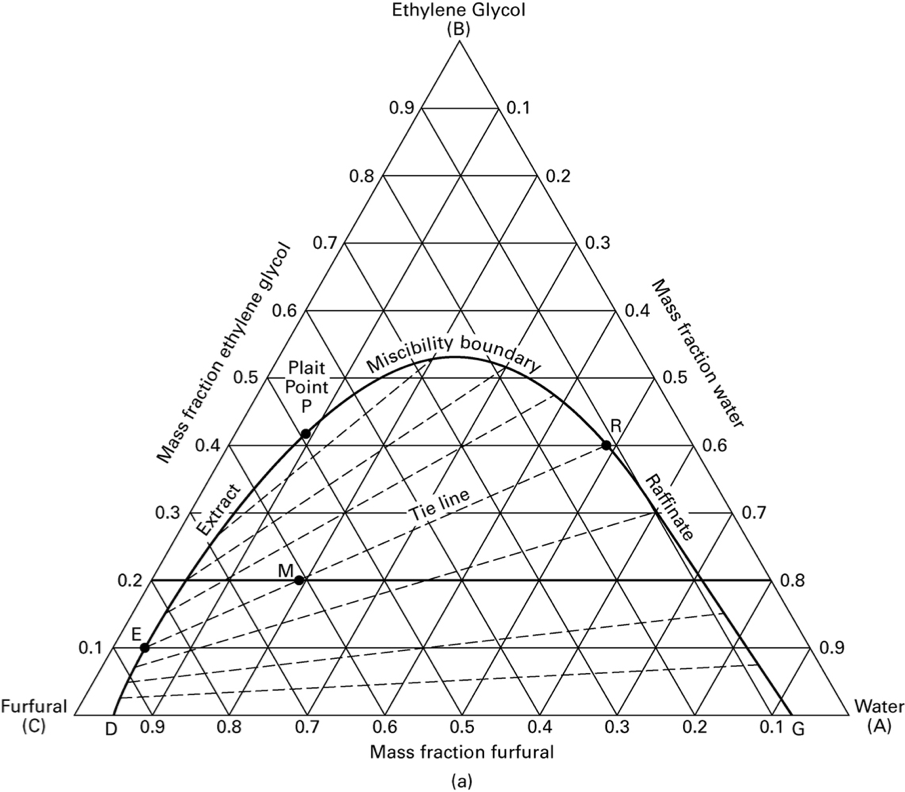 Ethylene Glycol
(B)
0.9
0.1
0.8
0.2
0.7
0.3
Mass fraction ethylene glycol
Mass fraction water
0.6
0.4
Miscibility boundary
Plait
Point
P
0.5
0.5
0.4
R
0.6
Extract
Tie line
Raffinate
0.3
0.7
M
0.2
0.8
E
0.1
0.9
Furfural
(C)
Water
(A)
D
0.9
0.8
0.7
0.6
0.5
0.4
0.3
0.2
0.1
G
Mass fraction furfural
(a)